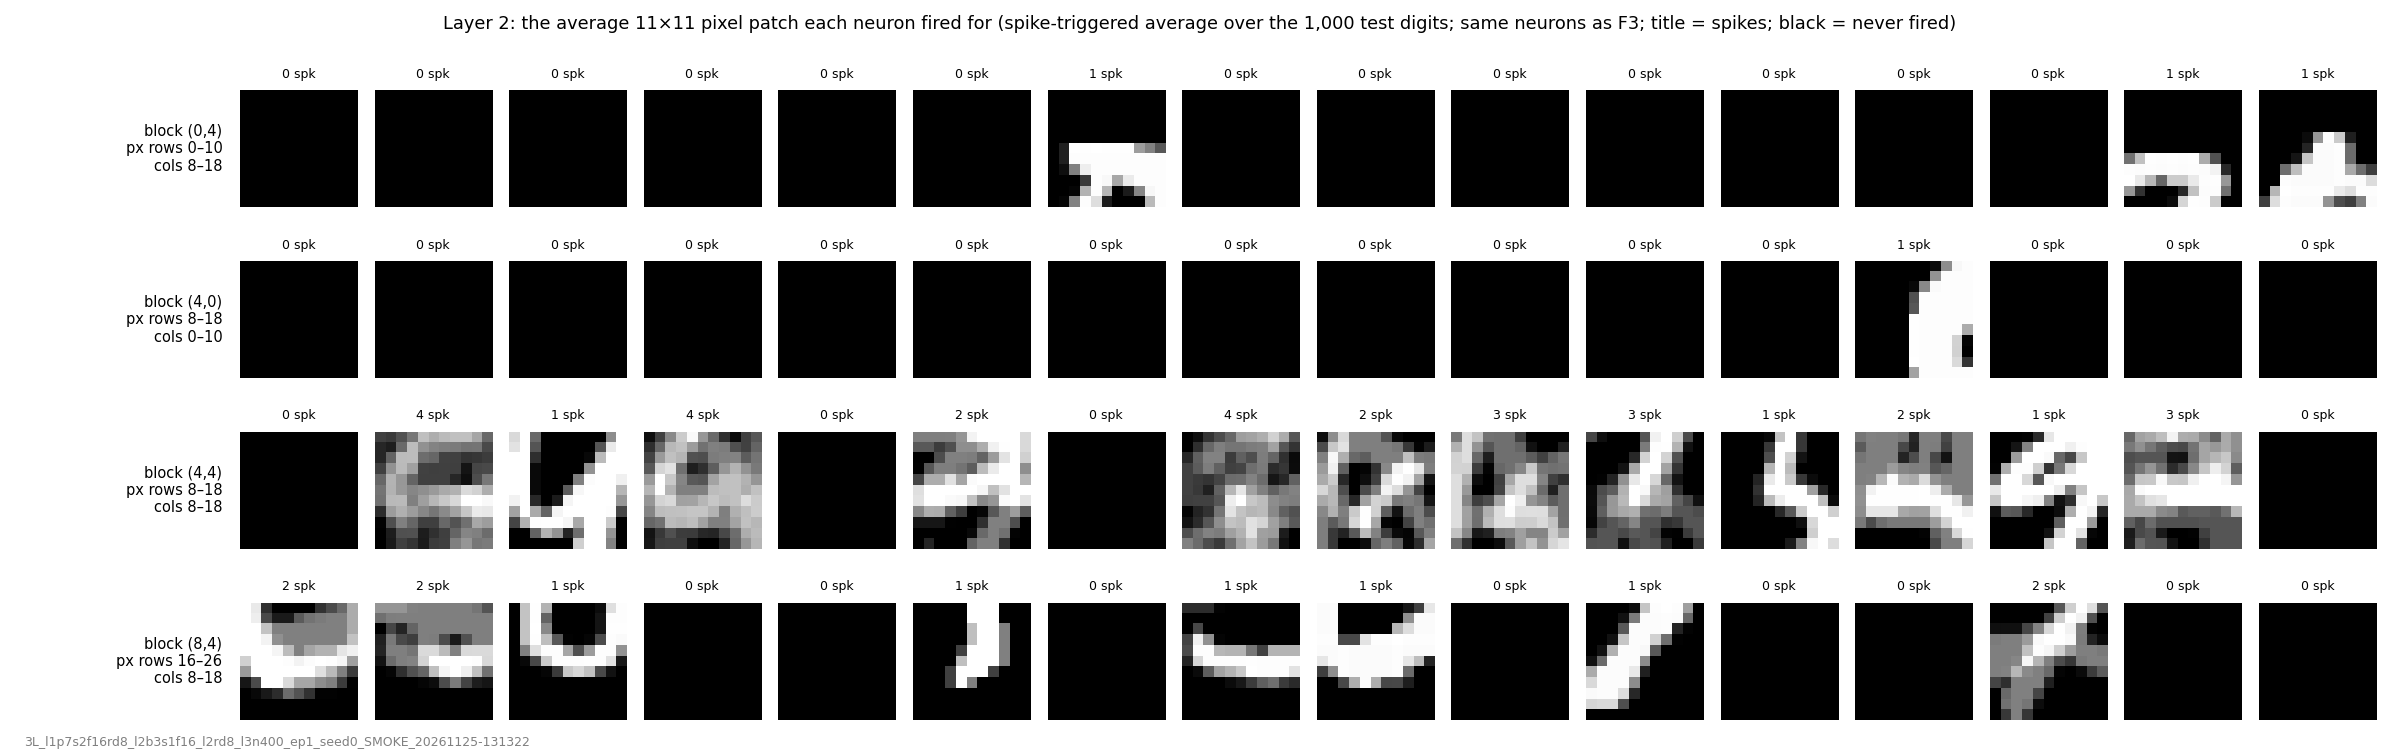 Layer 2: the average 11×11 pixel patch each neuron fired for (spike-triggered average over the 1,000 test digits; same neurons as F3; title = spikes; black = never fired)
0 spk 0 spk 0 spk 0 spk 0 spk 0 spk 1 spk 0 spk 0 spk 0 spk 0 spk 0 spk 0 spk 0 spk 1 spk 1 spk
block (0,4)
px rows 0–10
cols 8–18
0 spk 0 spk 0 spk 0 spk 0 spk 0 spk 0 spk 0 spk 0 spk 0 spk 0 spk 0 spk 1 spk 0 spk 0 spk 0 spk
block (4,0)
px rows 8–18
cols 0–10
0 spk 4 spk 1 spk 4 spk 0 spk 2 spk 0 spk 4 spk 2 spk 3 spk 3 spk 1 spk 2 spk 1 spk 3 spk 0 spk
block (4,4)
px rows 8–18
cols 8–18
2 spk 2 spk 1 spk 0 spk 0 spk 1 spk 0 spk 1 spk 1 spk 0 spk 1 spk 0 spk 0 spk 2 spk 0 spk 0 spk
block (8,4)
px rows 16–26
cols 8–18
3L_l1p7s2f16rd8_l2b3s1f16_l2rd8_l3n400_ep1_seed0_SMOKE_20261125-131322